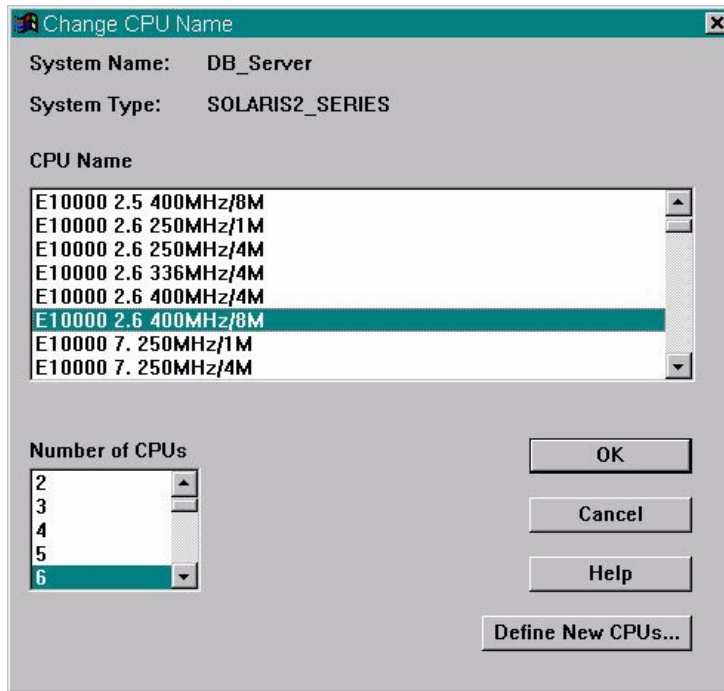 Change CPU Name
System Name: DB_Server
System Type: SOLARIS2_SERIES
CPU Name
E10000 2.5 400MHz/8M
E10000 2.6 250MHz/1M
E10000 2.6 250MHz/4M
E10000 2.6 336MHz/4M
E10000 2.6 400MHz/4M
E10000 2.6 400MHz/8M
E10000 7. 250MHz/1M
E10000 7. 250MHz/4M
Number of CPUs
2
3
4
5
6
OK
Cancel
Help
Define New CPUs...